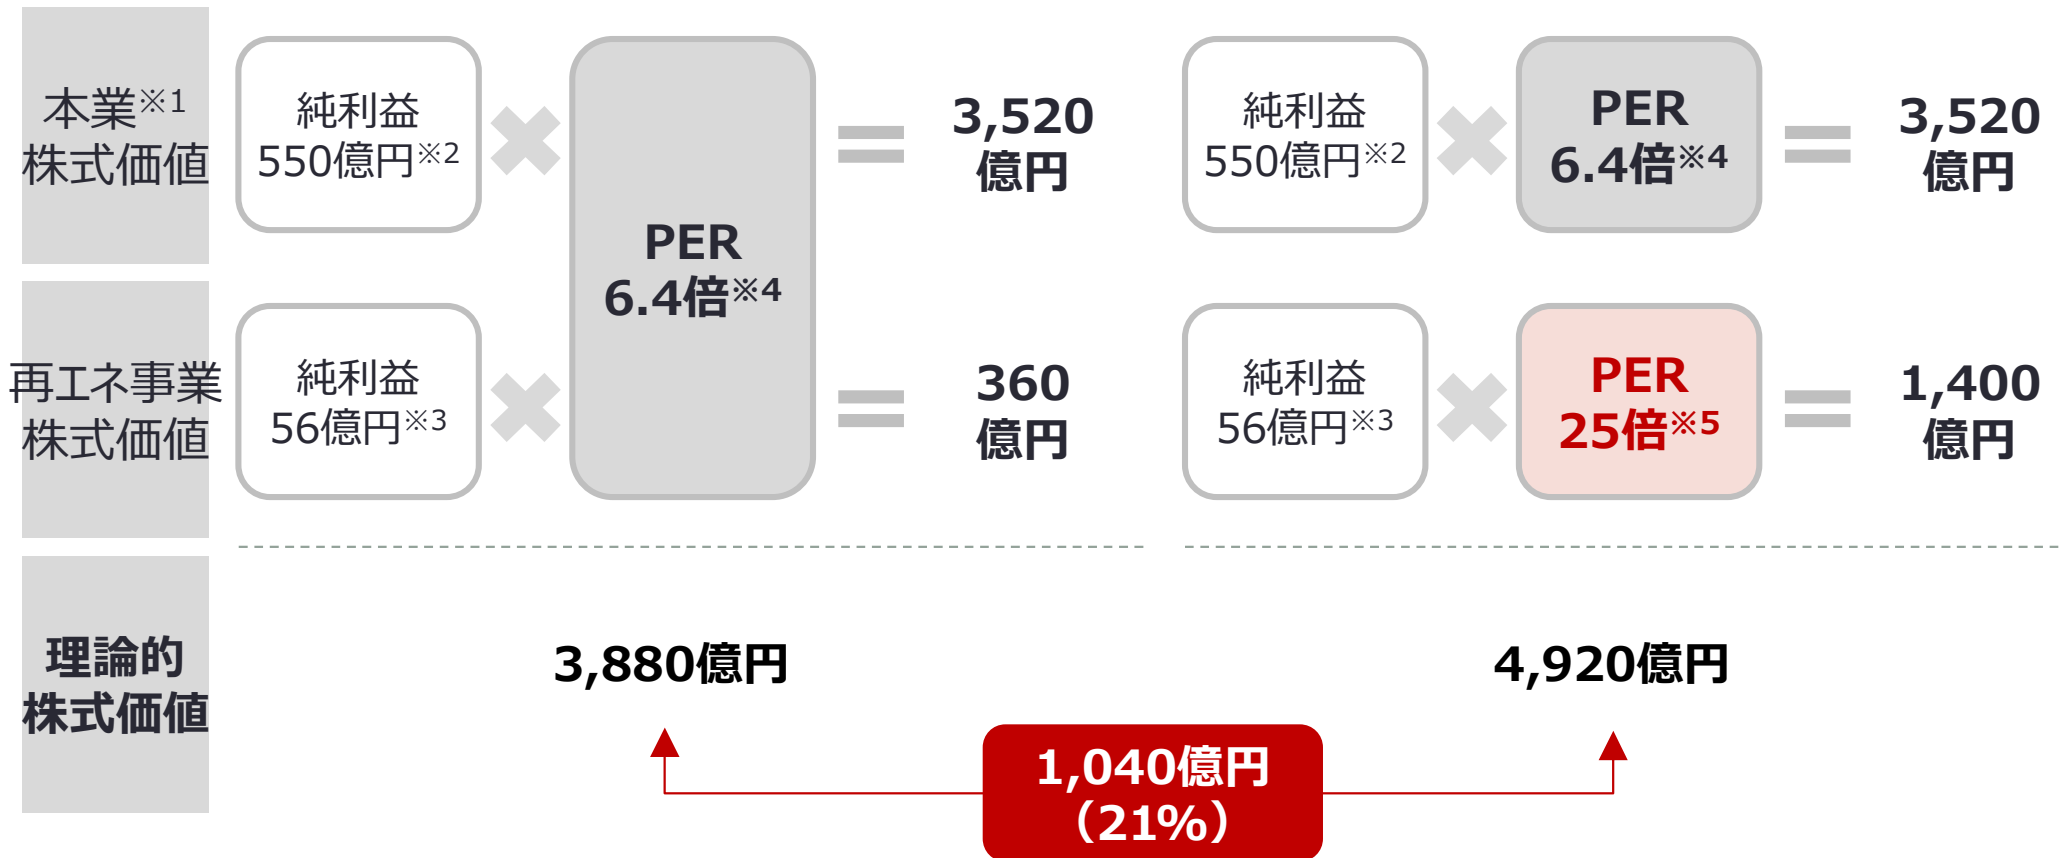 本業※1
株式価値
純利益
550億円※2
PER
6.4倍※4
3,520
億円
純利益
550億円※2
PER
6.4倍※4
3,520
億円
再エネ事業
株式価値
純利益
56億円※3
360
億円
純利益
56億円※3
PER
25倍※5
1,400
億円
理論的
株式価値
3,880億円
4,920億円
1,040億円
（21%）